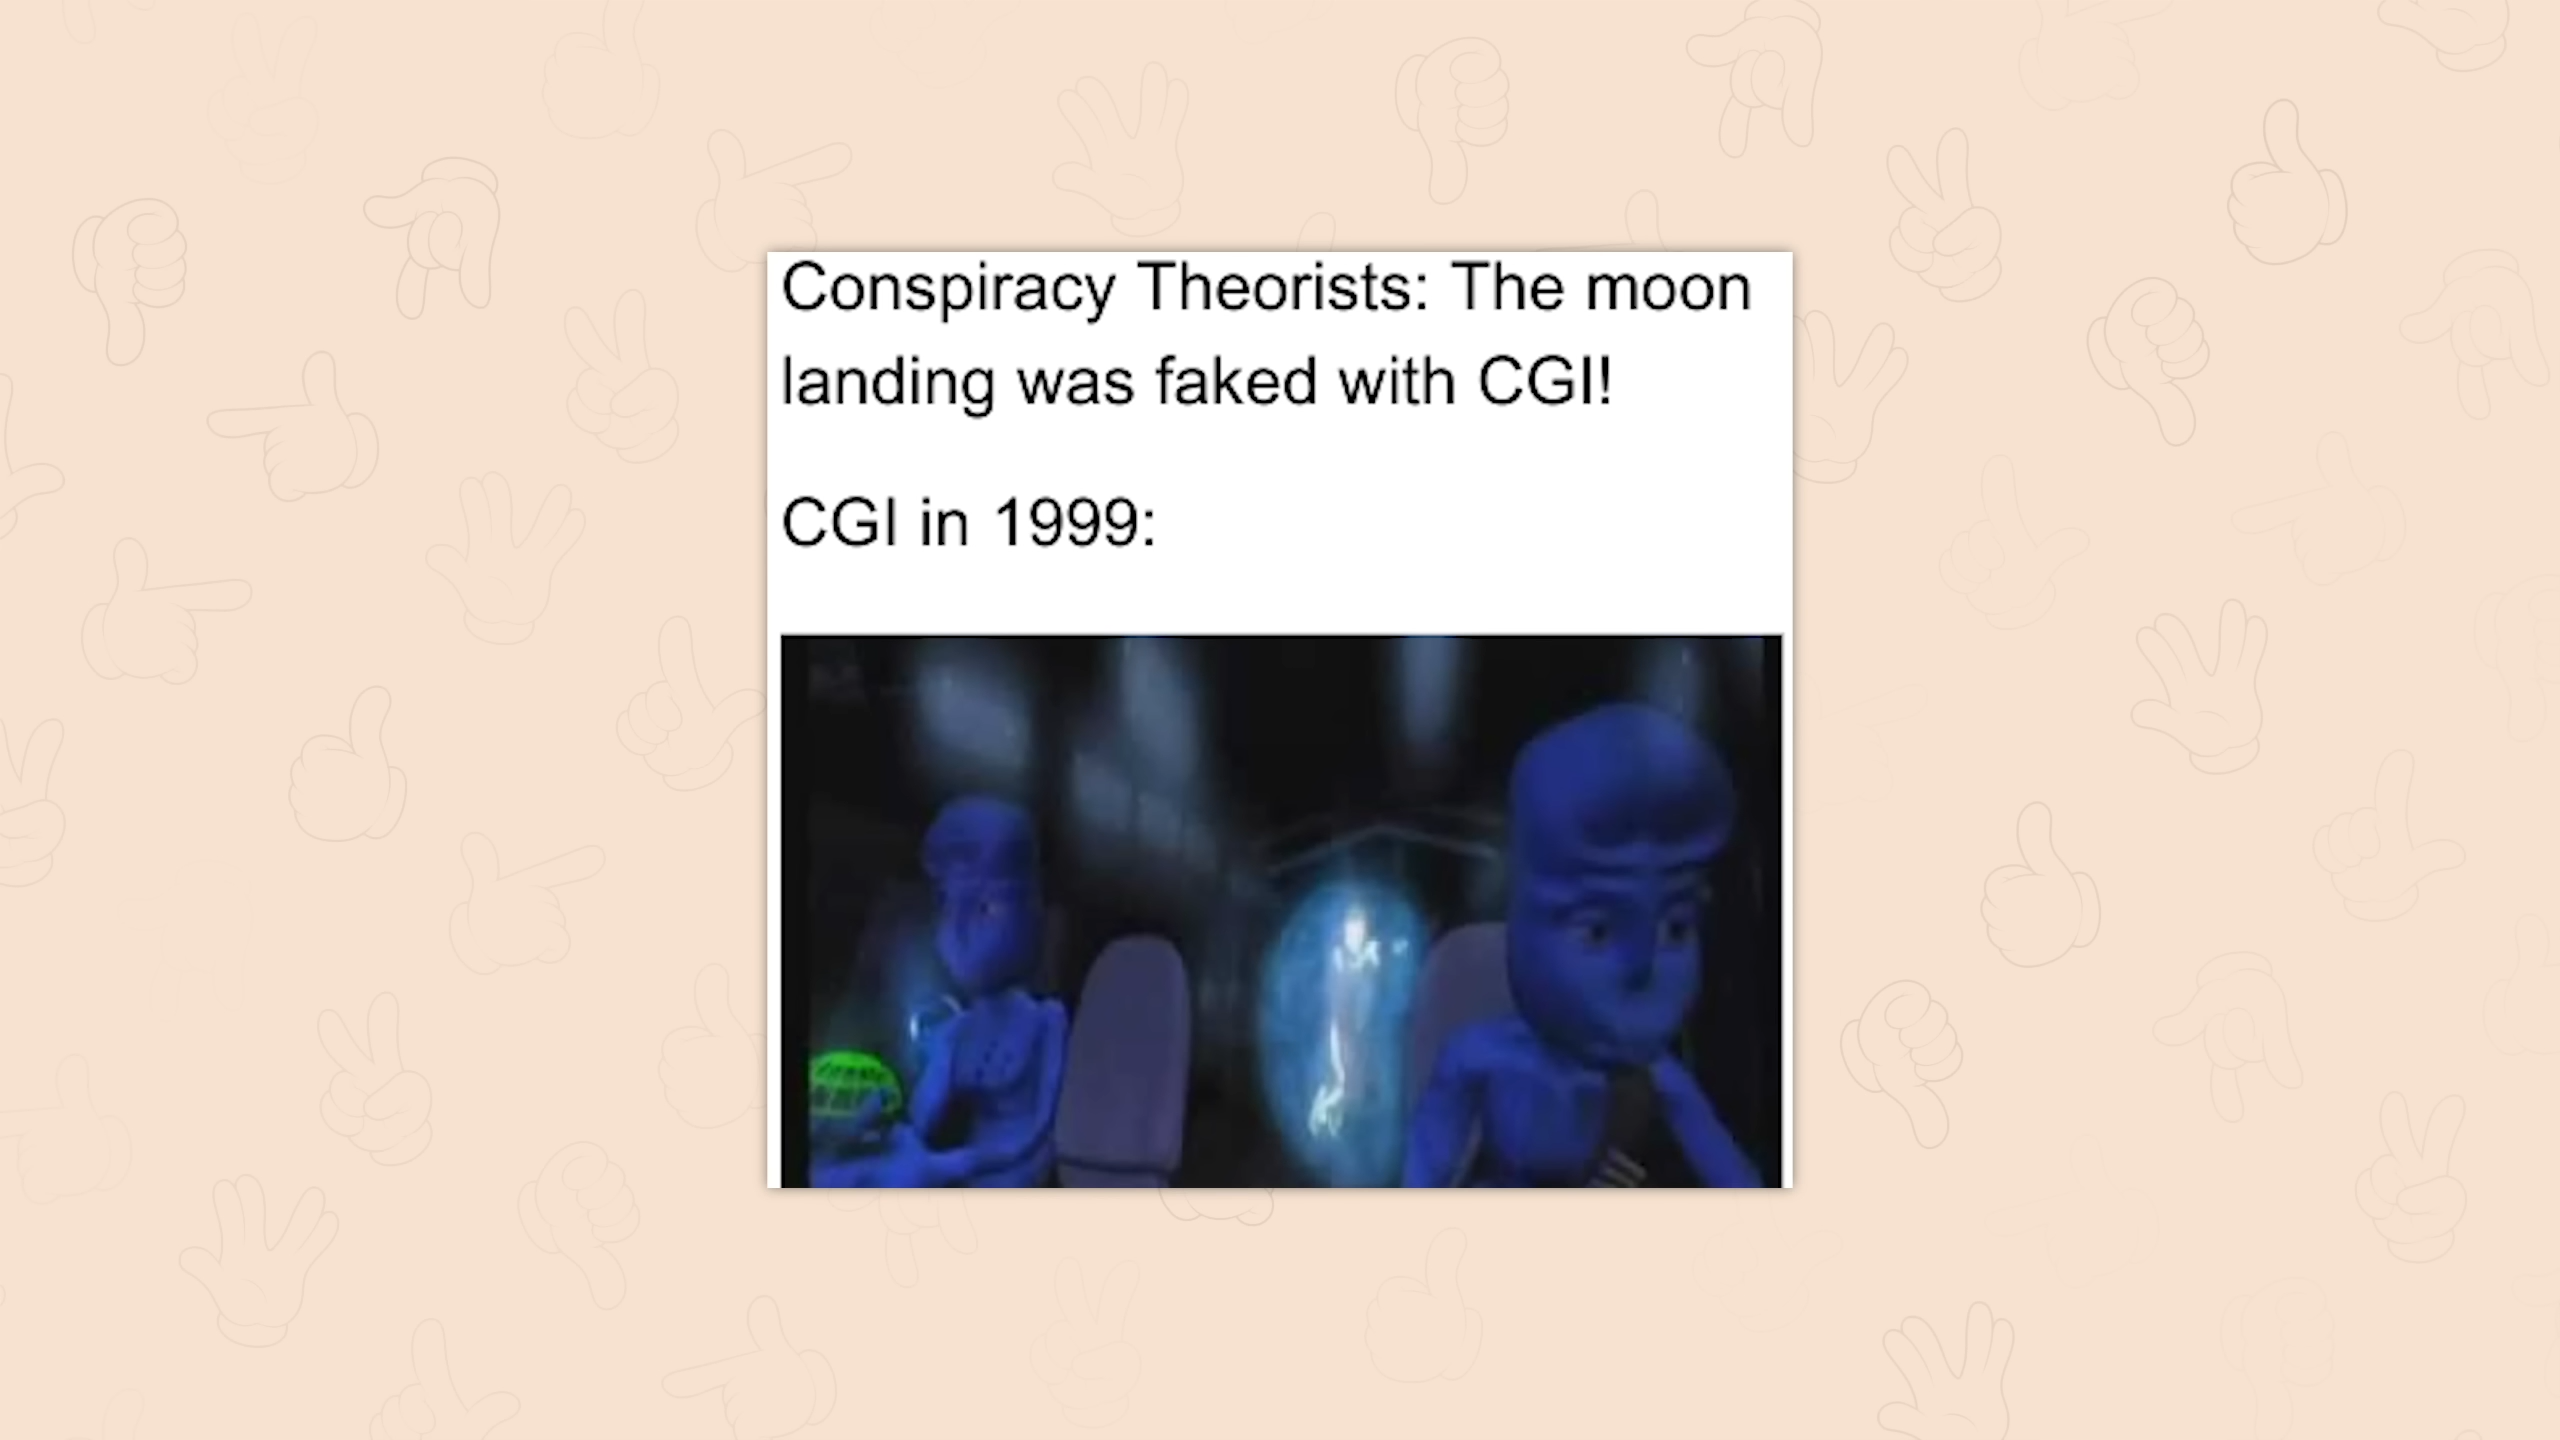 Conspiracy Theorists: The moon
landing was faked with CGI!
CGI in 1999: